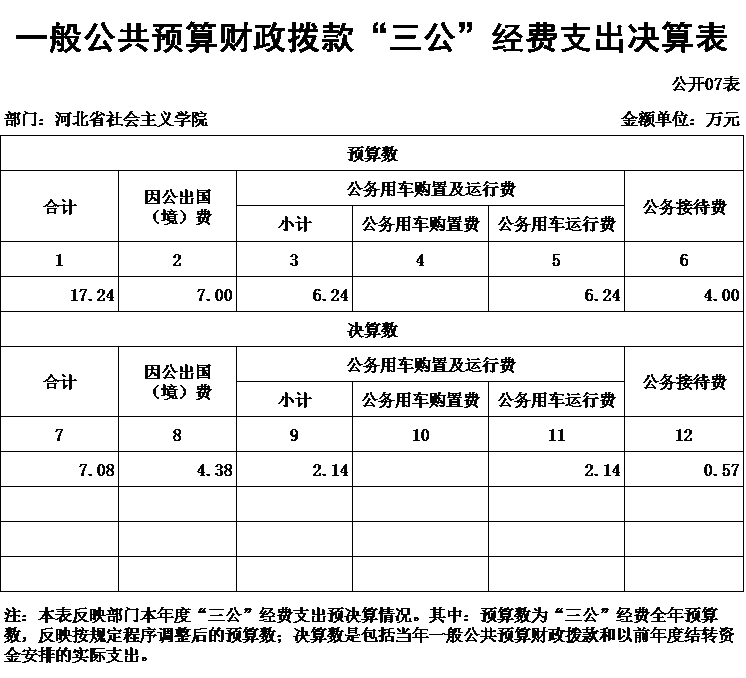 一般公共预算财政拨款“三公”经费支出决算表
公开07表
部门：河北省社会主义学院 金额单位：万元
预算数
合计 因公出国（境）费 公务用车购置及运行费 公务接待费
小计 公务用车购置费 公务用车运行费
1 2 3 4 5 6
17.24 7.00 6.24 6.24 4.00
决算数
合计 因公出国（境）费 公务用车购置及运行费 公务接待费
小计 公务用车购置费 公务用车运行费
7 8 9 10 11 12
7.08 4.38 2.14 2.14 0.57
注：本表反映部门本年度“三公”经费支出预决算情况。其中：预算数为“三公”经费全年预算
数，反映按规定程序调整后的预算数；决算数是包括当年一般公共预算财政拨款和以前年度结转资
金安排的实际支出。